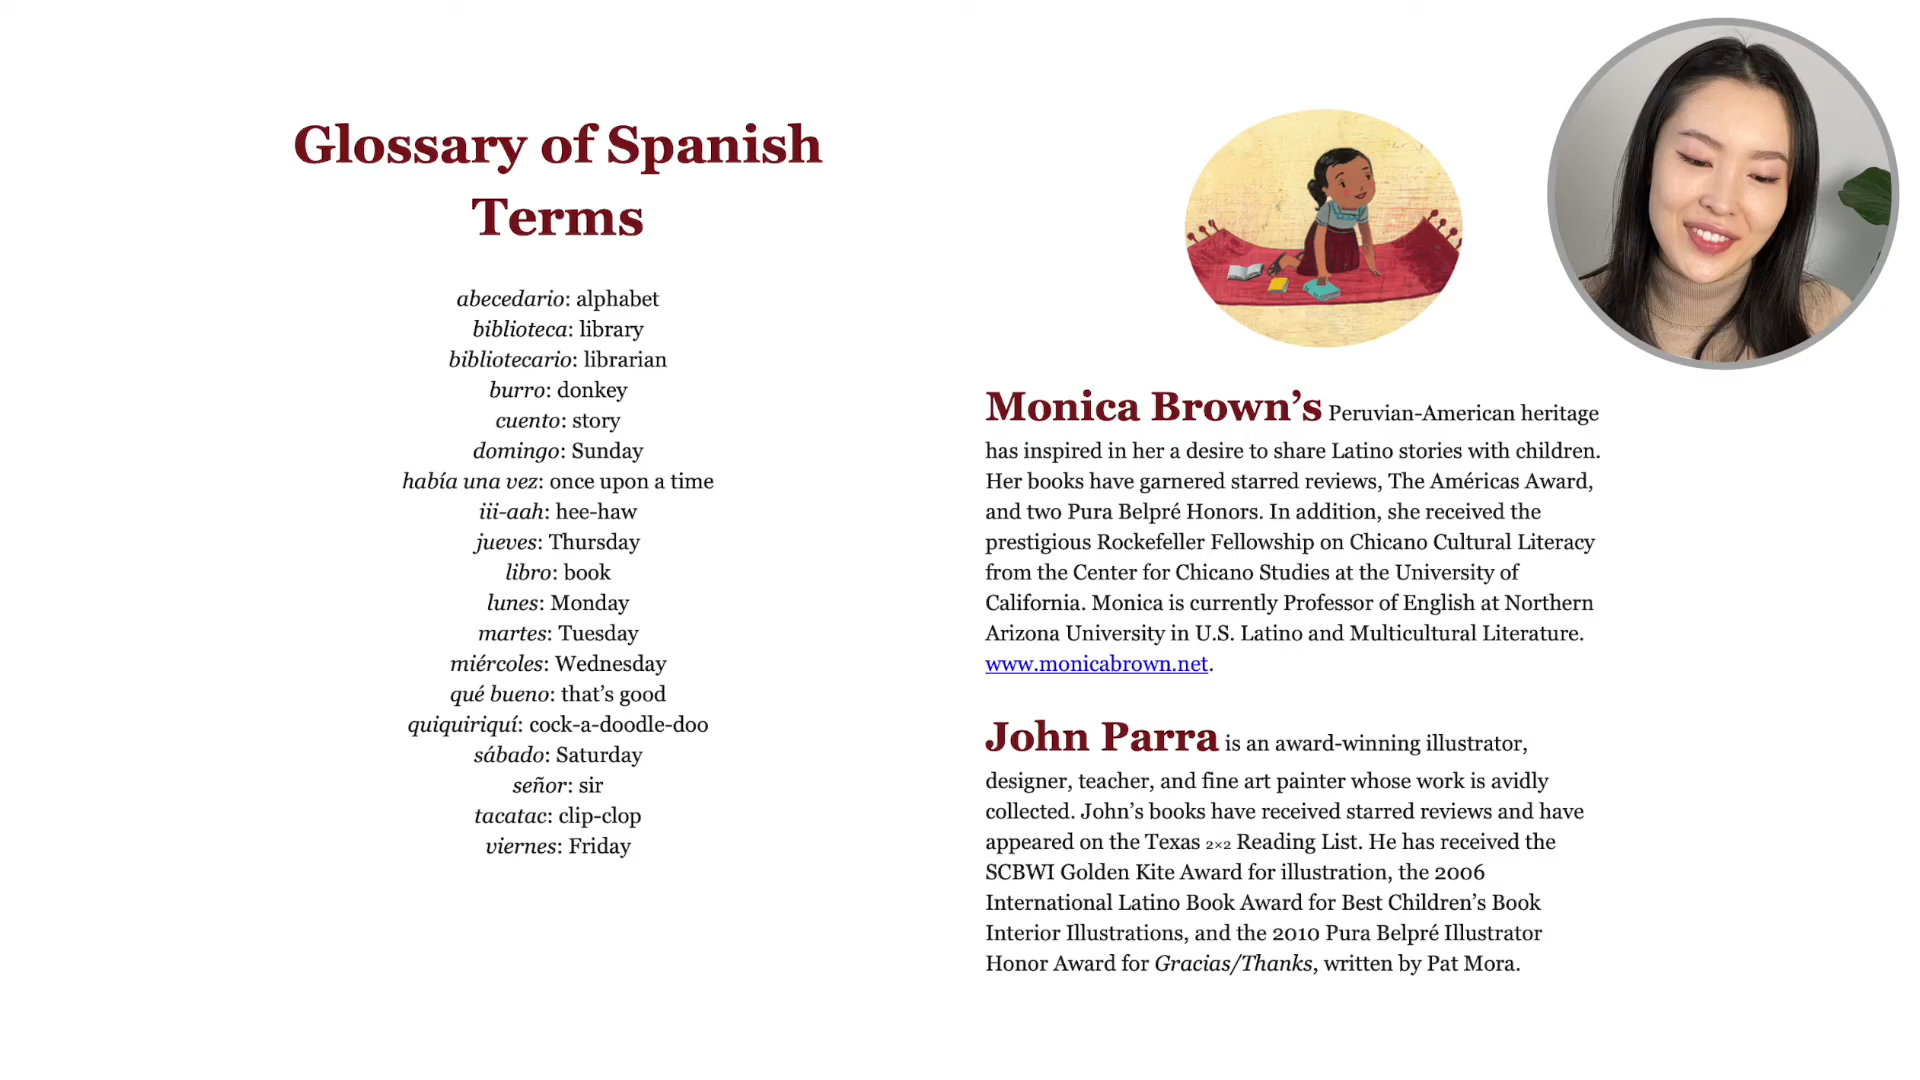 Glossary of Spanish
Terms
abecedario: alphabet
biblioteca: library
bibliotecario: librarian
burro: donkey
cuento: story
domingo: Sunday
había una vez: once upon a time
iii-aah: hee-haw
jueves: Thursday
libro: book
lunes: Monday
martes: Tuesday
miércoles: Wednesday
qué bueno: that’s good
quiquiriquí: cock-a-doodle-doo
sábado: Saturday
señor: sir
tacatac: clip-clop
viernes: Friday
Monica Brown’s Peruvian-American heritage
has inspired in her a desire to share Latino stories with children.
Her books have garnered starred reviews, The Américas Award,
and two Pura Belpré Honors. In addition, she received the
prestigious Rockefeller Fellowship on Chicano Cultural Literacy
from the Center for Chicano Studies at the University of
California. Monica is currently Professor of English at Northern
Arizona University in U.S. Latino and Multicultural Literature.
www.monicabrown.net.
John Parra is an award-winning illustrator,
designer, teacher, and fine art painter whose work is avidly
collected. John’s books have received starred reviews and have
appeared on the Texas 2×2 Reading List. He has received the
SCBWI Golden Kite Award for illustration, the 2006
International Latino Book Award for Best Children’s Book
Interior Illustrations, and the 2010 Pura Belpré Illustrator
Honor Award for Gracias/Thanks, written by Pat Mora.